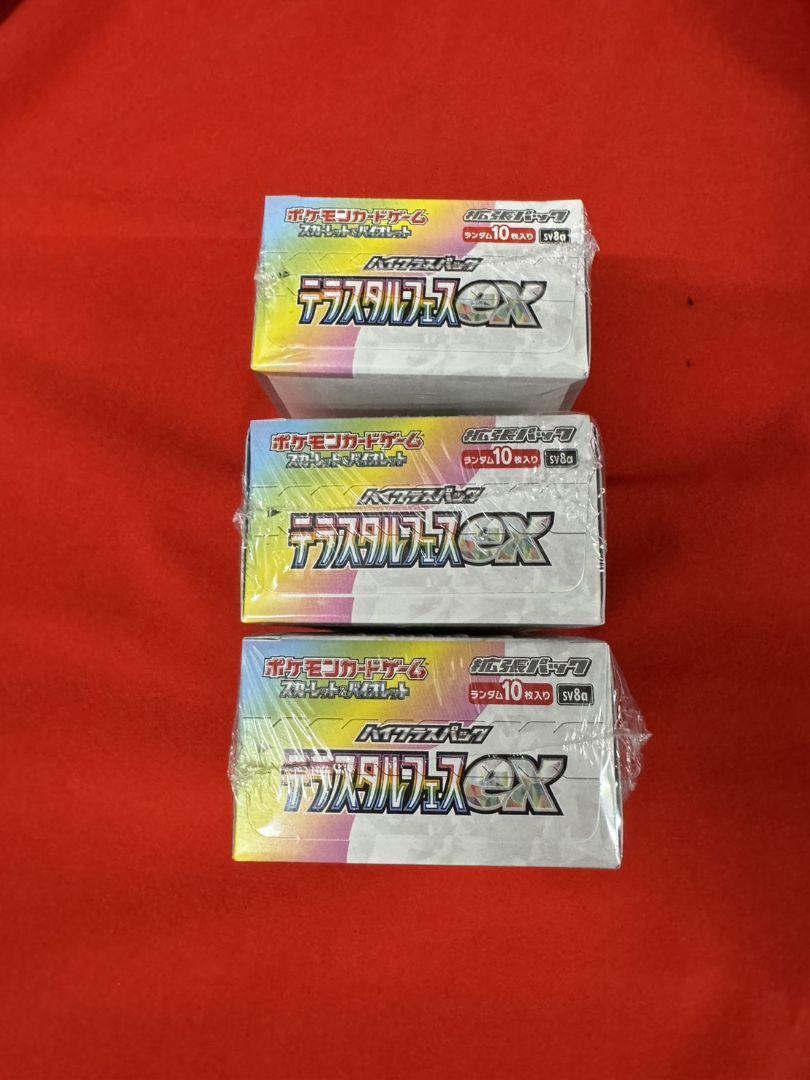 ポケモンカードゲーム
スカーレット&バイオレット
拡張パック
ランダム10枚入り SV8a
ハイクラスパック
テラスタルフェスex
ポケモンカードゲーム
スカーレット&バイオレット
拡張パック
ランダム10枚入り SV8a
ハイクラスパック
テラスタルフェスex
ポケモンカードゲーム
スカーレット&バイオレット
拡張パック
ランダム10枚入り SV8a
ハイクラスパック
テラスタルフェスex